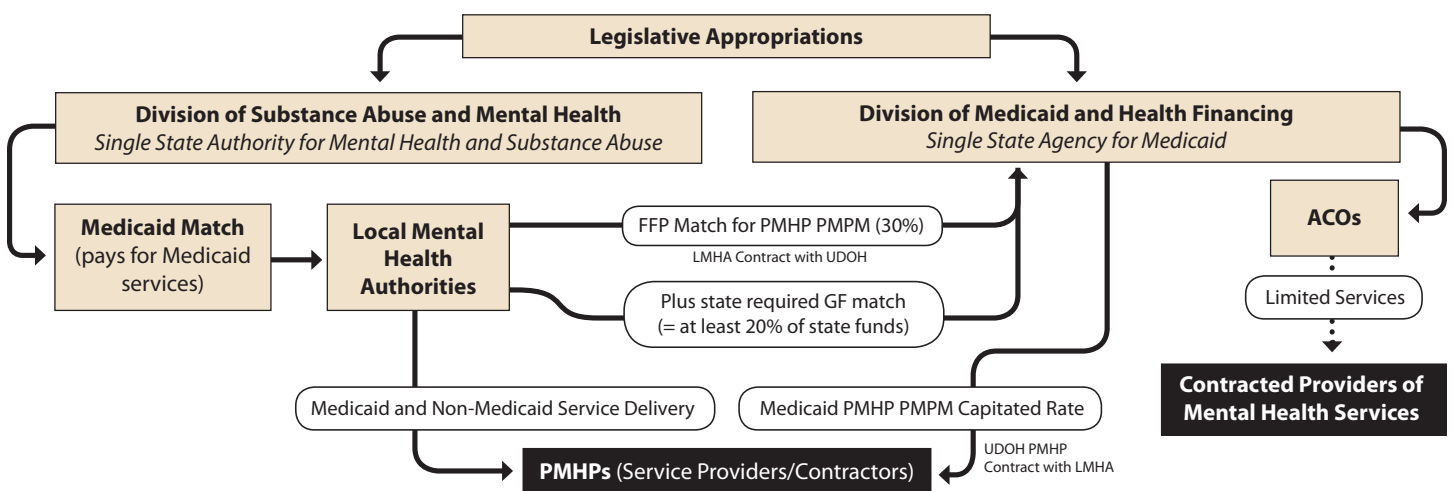 Legislative Appropriations
Division of Substance Abuse and Mental Health
Single State Authority for Mental Health and Substance Abuse
Division of Medicaid and Health Financing
Single State Agency for Medicaid
Medicaid Match
(pays for Medicaid
services)
Local Mental
Health
Authorities
FFP Match for PMHP PMPM (30%)
LMHA Contract with UDOH
Plus state required GF match
(= at least 20% of state funds)
ACOs
Limited Services
Contracted Providers of
Mental Health Services
Medicaid and Non-Medicaid Service Delivery
Medicaid PMHP PMPM Capitated Rate
UDOH PMHP
Contract with LMHA
PMHPs (Service Providers/Contractors)